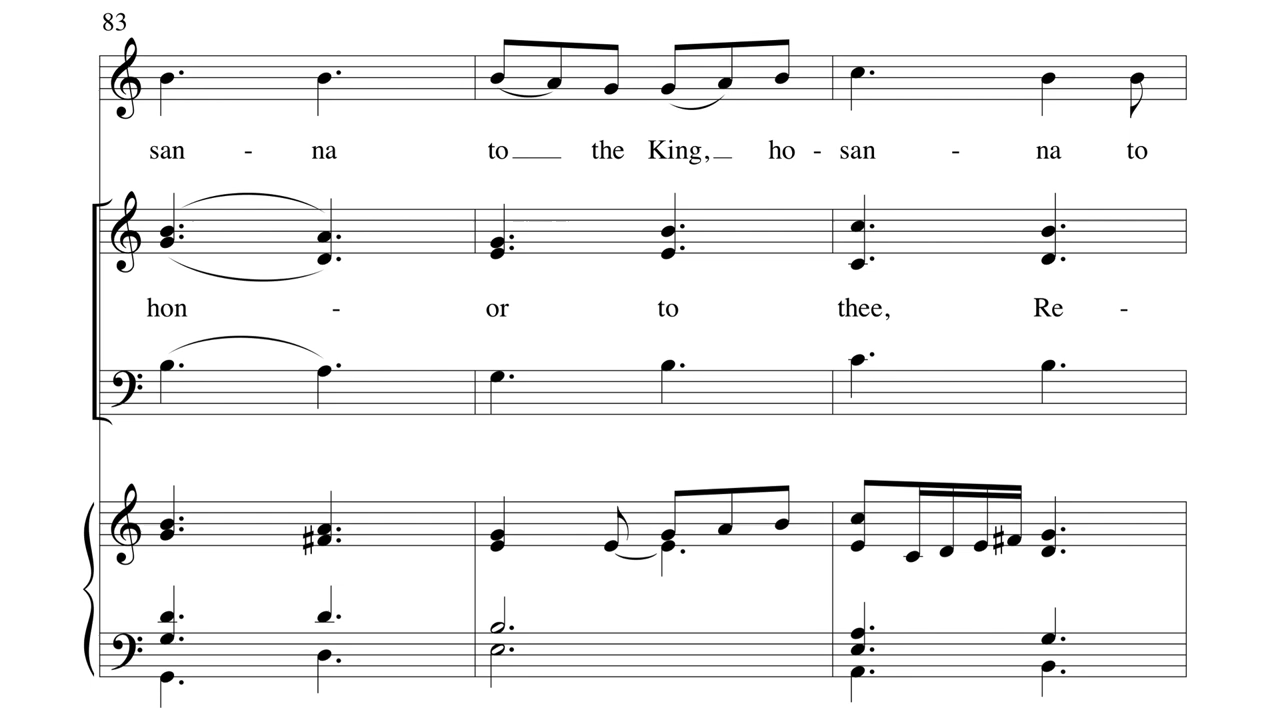 83
san - na to the King, ho - san - na to
hon - or to thee, Re -